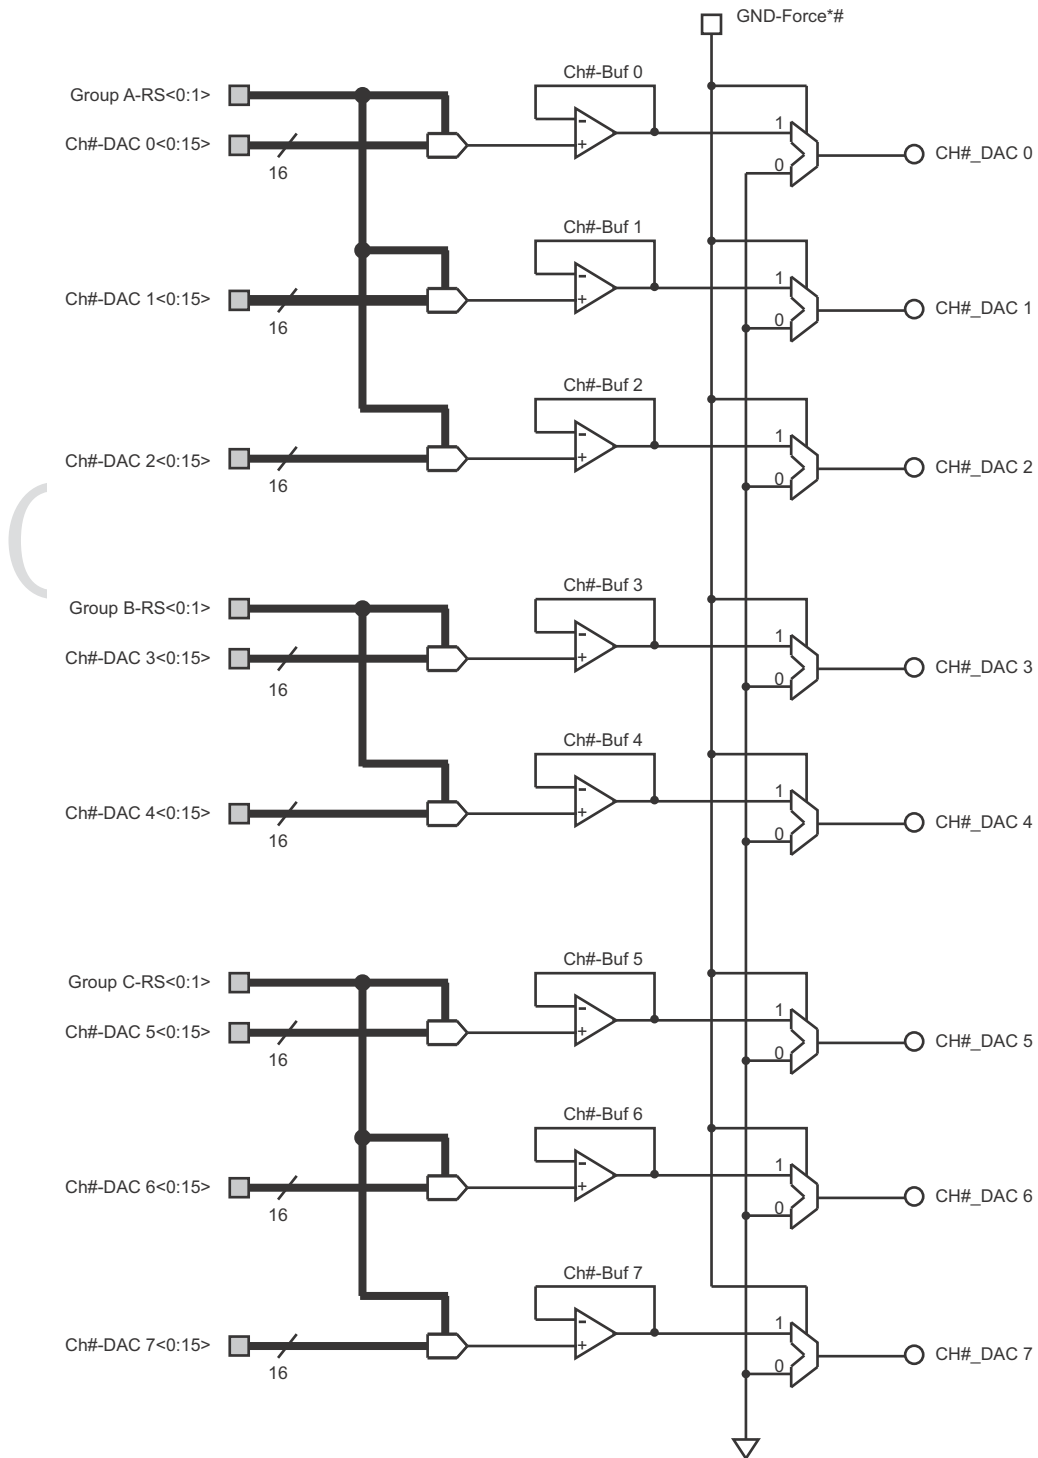 GND-Force*#
Ch#-Buf 0
Group A-RS<0:1>
1
Ch#-DAC 0<0:15>
- +
CH#_DAC 0
16
0
Ch#-Buf 1
1
Ch#-DAC 1<0:15>
- +
CH#_DAC 1
16
0
Ch#-Buf 2
1
Ch#-DAC 2<0:15>
- +
CH#_DAC 2
16
0
Ch#-Buf 3
Group B-RS<0:1>
1
Ch#-DAC 3<0:15>
- +
CH#_DAC 3
16
0
Ch#-Buf 4
1
Ch#-DAC 4<0:15>
- +
CH#_DAC 4
16
0
Ch#-Buf 5
Group C-RS<0:1>
1
Ch#-DAC 5<0:15>
- +
CH#_DAC 5
16
0
Ch#-Buf 6
1
Ch#-DAC 6<0:15>
- +
CH#_DAC 6
16
0
Ch#-Buf 7
1
Ch#-DAC 7<0:15>
- +
CH#_DAC 7
16
0